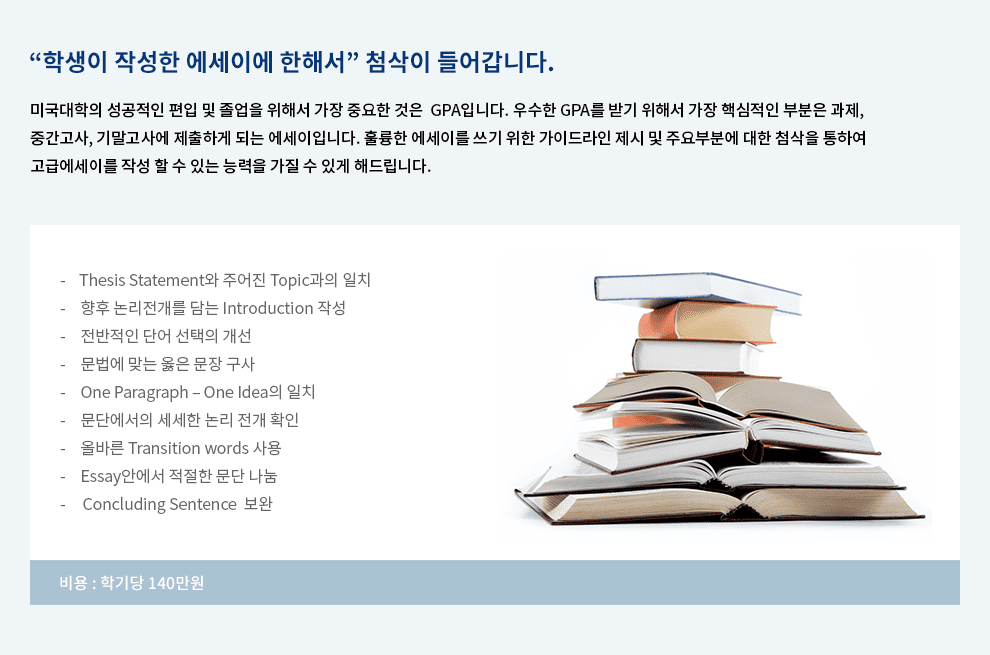 “학생이 작성한 에세이에 한해서” 첨삭이 들어갑니다.
미국대학의 성공적인 편입 및 졸업을 위해서 가장 중요한 것은 GPA입니다. 우수한 GPA를 받기 위해서 가장 핵심적인 부분은 과제,
중간고사, 기말고사에 제출하게 되는 에세이입니다. 훌륭한 에세이를 쓰기 위한 가이드라인 제시 및 주요부분에 대한 첨삭을 통하여
고급에세이를 작성 할 수 있는 능력을 가질 수 있게 해드립니다.
- Thesis Statement와 주어진 Topic과의 일치
- 향후 논리전개를 담는 Introduction 작성
- 전반적인 단어 선택의 개선
- 문법에 맞는 옳은 문장 구사
- One Paragraph – One Idea의 일치
- 문단에서의 세세한 논리 전개 확인
- 올바른 Transition words 사용
- Essay안에서 적절한 문단 나눔
- Concluding Sentence 보완
비용 : 학기당 140만원